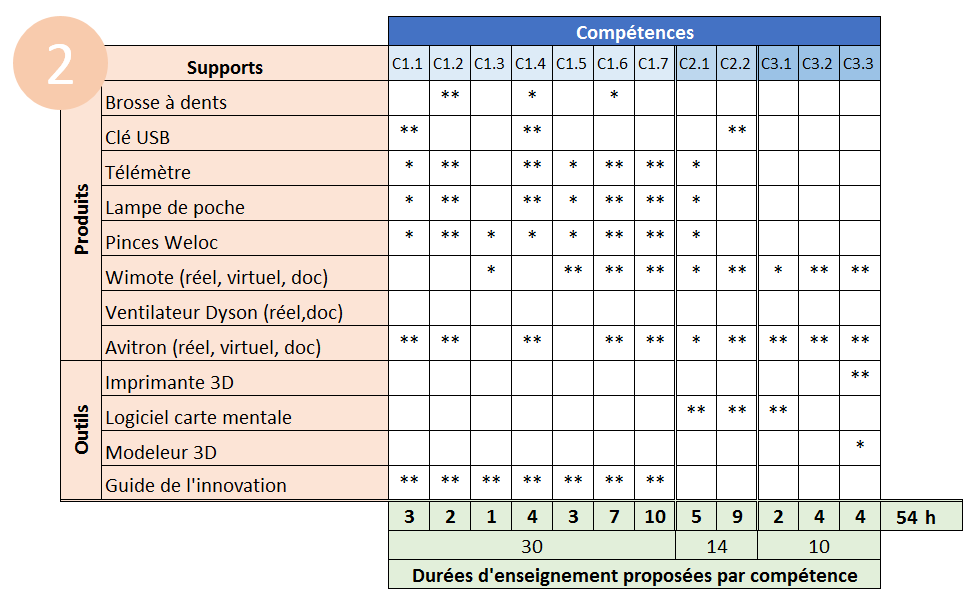 2
Compétences
Supports C1.1 C1.2 C1.3 C1.4 C1.5 C1.6 C1.7 C2.1 C2.2 C3.1 C3.2 C3.3
Produits
Brosse à dents ** * *
Clé USB ** ** **
Télémètre * ** ** * ** ** *
Lampe de poche * ** ** * ** ** *
Pinces Weloc * ** * * * ** ** *
Wimote (réel, virtuel, doc) * ** ** ** * ** * ** **
Ventilateur Dyson (réel,doc)
Avitron (réel, virtuel, doc) ** ** ** ** ** * ** ** ** **
Outils
Imprimante 3D **
Logiciel carte mentale ** ** **
Modeleur 3D *
Guide de l'innovation ** ** ** ** ** ** **
3 2 1 4 3 7 10 5 9 2 4 4 54 h
30 14 10
Durées d'enseignement proposées par compétence